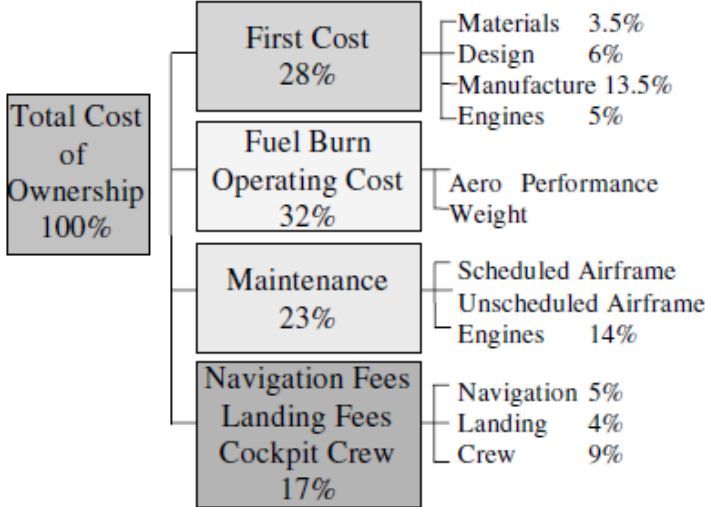 Total Cost
of
Ownership
100%
First Cost
28%
Materials 3.5%
Design 6%
Manufacture 13.5%
Engines 5%
Fuel Burn
Operating Cost
32%
Aero Performance
Weight
Maintenance
23%
Scheduled Airframe
Unscheduled Airframe
Engines 14%
Navigation Fees
Landing Fees
Cockpit Crew
17%
Navigation 5%
Landing 4%
Crew 9%